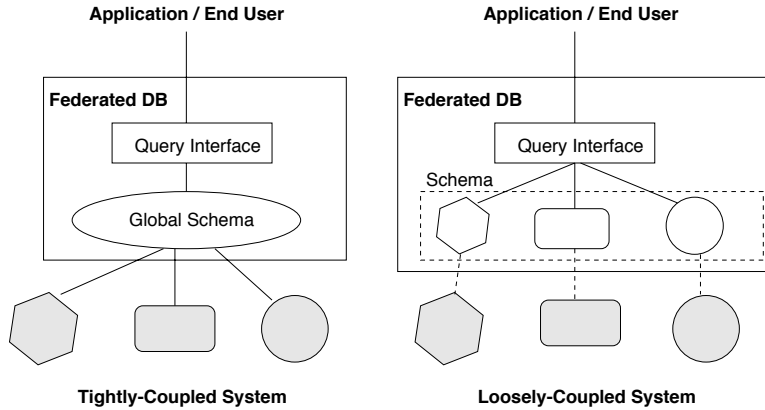 Application / End User
Federated DB
Query Interface
Global Schema
Tightly-Coupled System
Application / End User
Federated DB
Query Interface
Schema
Loosely-Coupled System